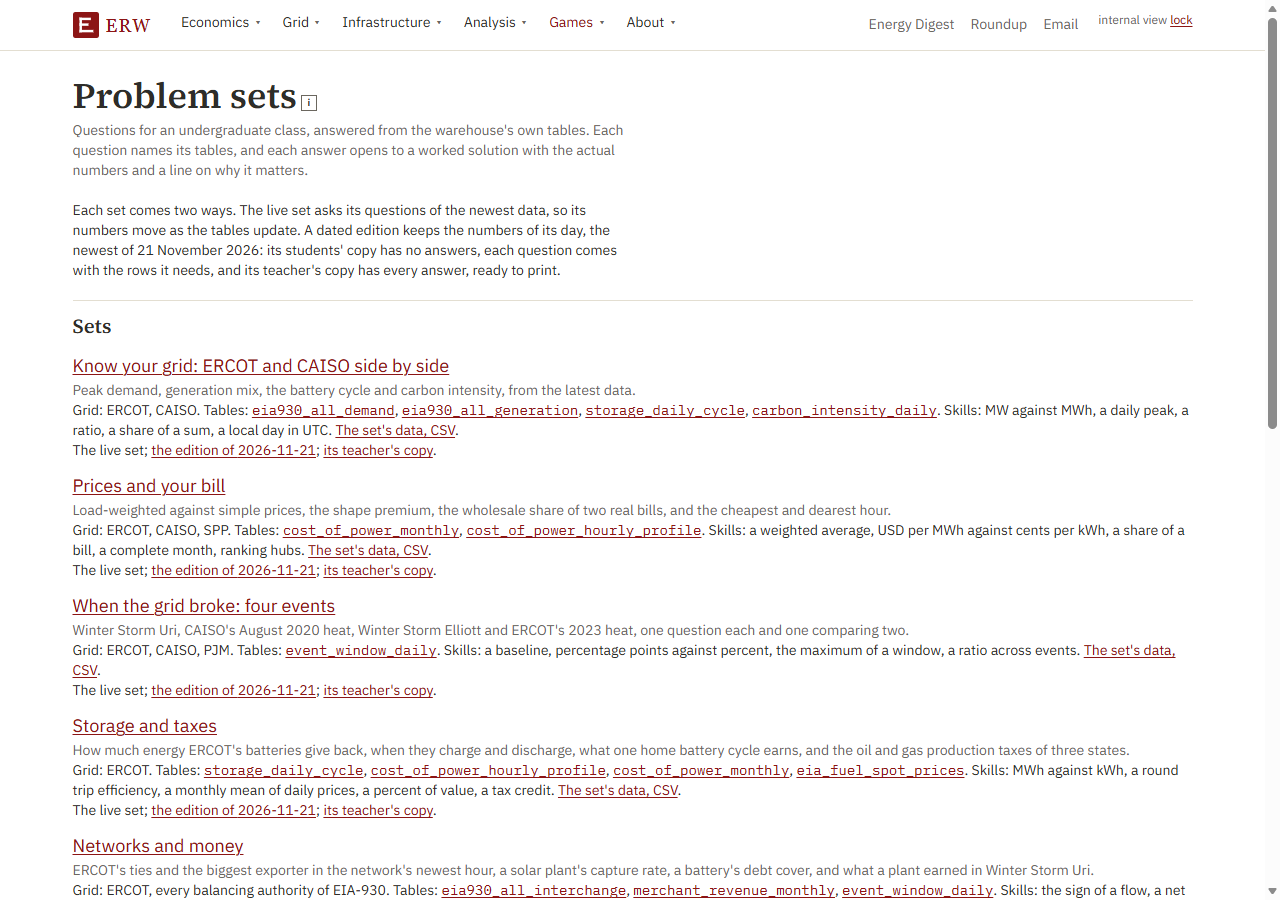 E ERW Economics ▾ Grid ▾ Infrastructure ▾ Analysis ▾ Games ▾ About ▾ Energy Digest Roundup Email internal view lock
Problem sets i
Questions for an undergraduate class, answered from the warehouse's own tables. Each
question names its tables, and each answer opens to a worked solution with the actual
numbers and a line on why it matters.
Each set comes two ways. The live set asks its questions of the newest data, so its
numbers move as the tables update. A dated edition keeps the numbers of its day, the
newest of 21 November 2026: its students' copy has no answers, each question comes
with the rows it needs, and its teacher's copy has every answer, ready to print.
Sets
Know your grid: ERCOT and CAISO side by side
Peak demand, generation mix, the battery cycle and carbon intensity, from the latest data.
Grid: ERCOT, CAISO. Tables: eia930_all_demand, eia930_all_generation, storage_daily_cycle, carbon_intensity_daily. Skills: MW against MWh, a daily peak, a
ratio, a share of a sum, a local day in UTC. The set's data, CSV.
The live set; the edition of 2026-11-21; its teacher's copy.
Prices and your bill
Load-weighted against simple prices, the shape premium, the wholesale share of two real bills, and the cheapest and dearest hour.
Grid: ERCOT, CAISO, SPP. Tables: cost_of_power_monthly, cost_of_power_hourly_profile. Skills: a weighted average, USD per MWh against cents per kWh, a share of a
bill, a complete month, ranking hubs. The set's data, CSV.
The live set; the edition of 2026-11-21; its teacher's copy.
When the grid broke: four events
Winter Storm Uri, CAISO's August 2020 heat, Winter Storm Elliott and ERCOT's 2023 heat, one question each and one comparing two.
Grid: ERCOT, CAISO, PJM. Tables: event_window_daily. Skills: a baseline, percentage points against percent, the maximum of a window, a ratio across events. The set's data,
CSV.
The live set; the edition of 2026-11-21; its teacher's copy.
Storage and taxes
How much energy ERCOT's batteries give back, when they charge and discharge, what one home battery cycle earns, and the oil and gas production taxes of three states.
Grid: ERCOT. Tables: storage_daily_cycle, cost_of_power_hourly_profile, cost_of_power_monthly, eia_fuel_spot_prices. Skills: MWh against kWh, a round
trip efficiency, a monthly mean of daily prices, a percent of value, a tax credit. The set's data, CSV.
The live set; the edition of 2026-11-21; its teacher's copy.
Networks and money
ERCOT's ties and the biggest exporter in the network's newest hour, a solar plant's capture rate, a battery's debt cover, and what a plant earned in Winter Storm Uri.
Grid: ERCOT, every balancing authority of EIA-930. Tables: eia930_all_interchange, merchant_revenue_monthly, event_window_daily. Skills: the sign of a flow, a net